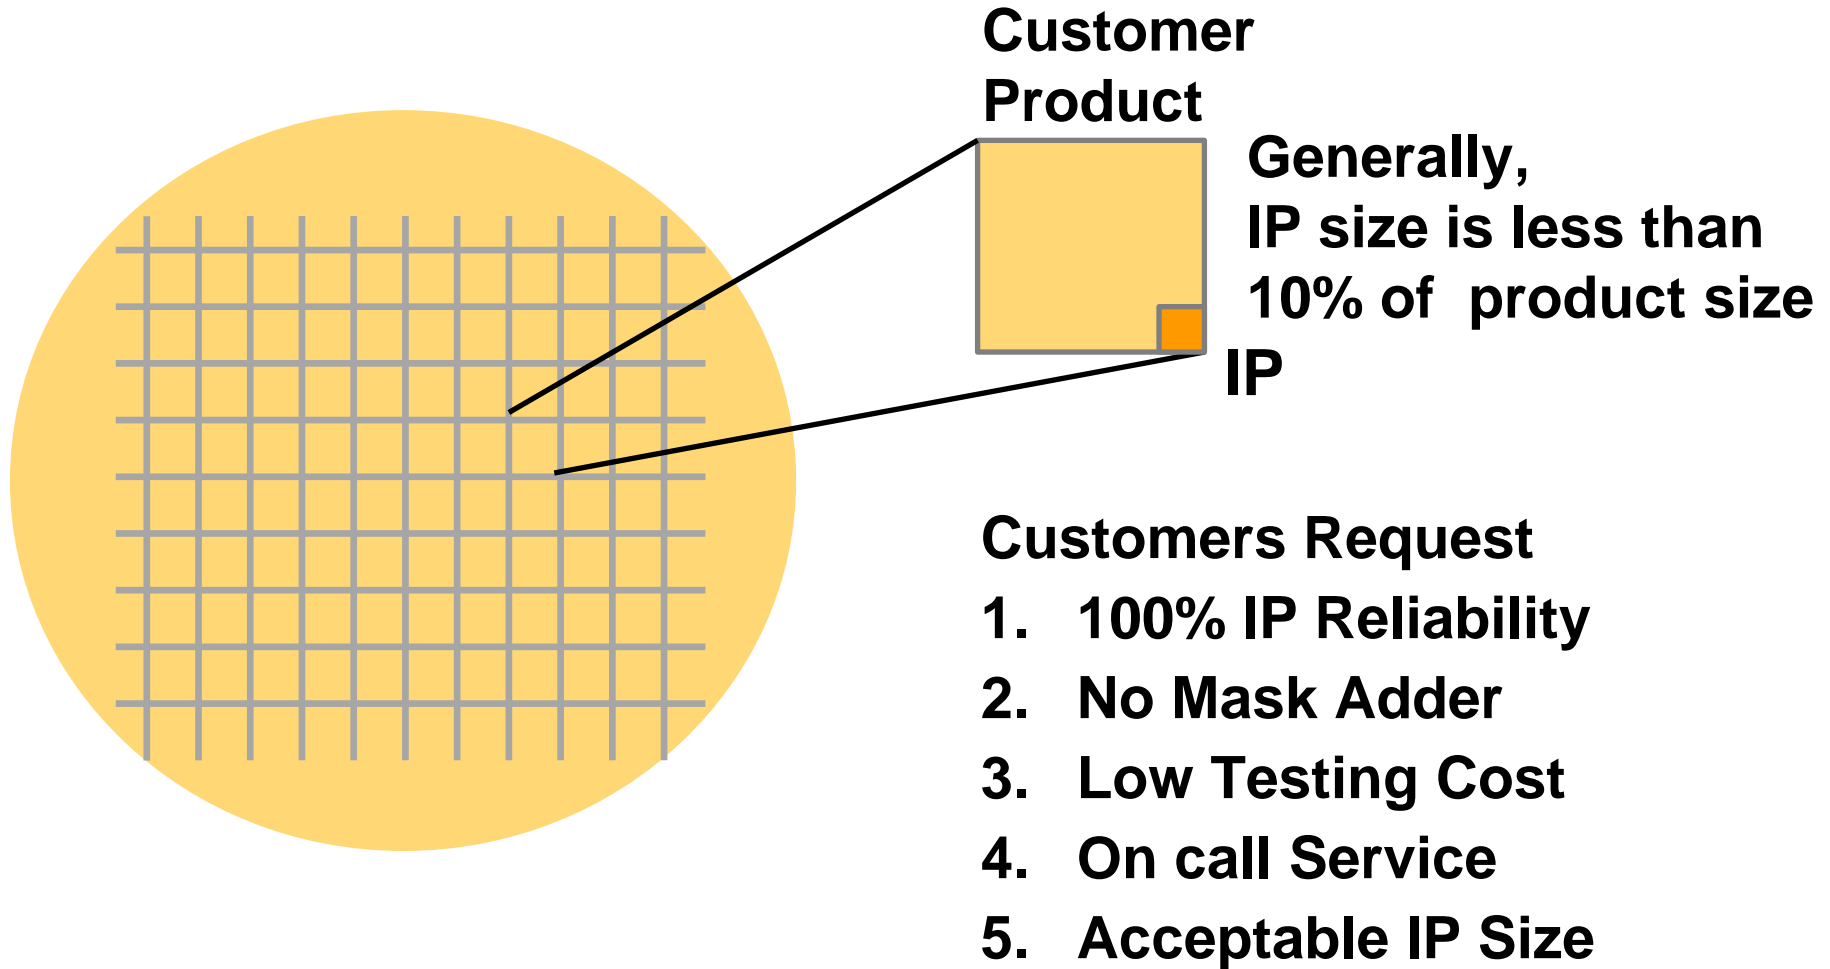 Customer
Product
Generally,
IP size is less than
10% of  product size
IP
Customers Request
1. 100% IP Reliability
2. No Mask Adder
3. Low Testing Cost
4. On call Service
5. Acceptable IP Size